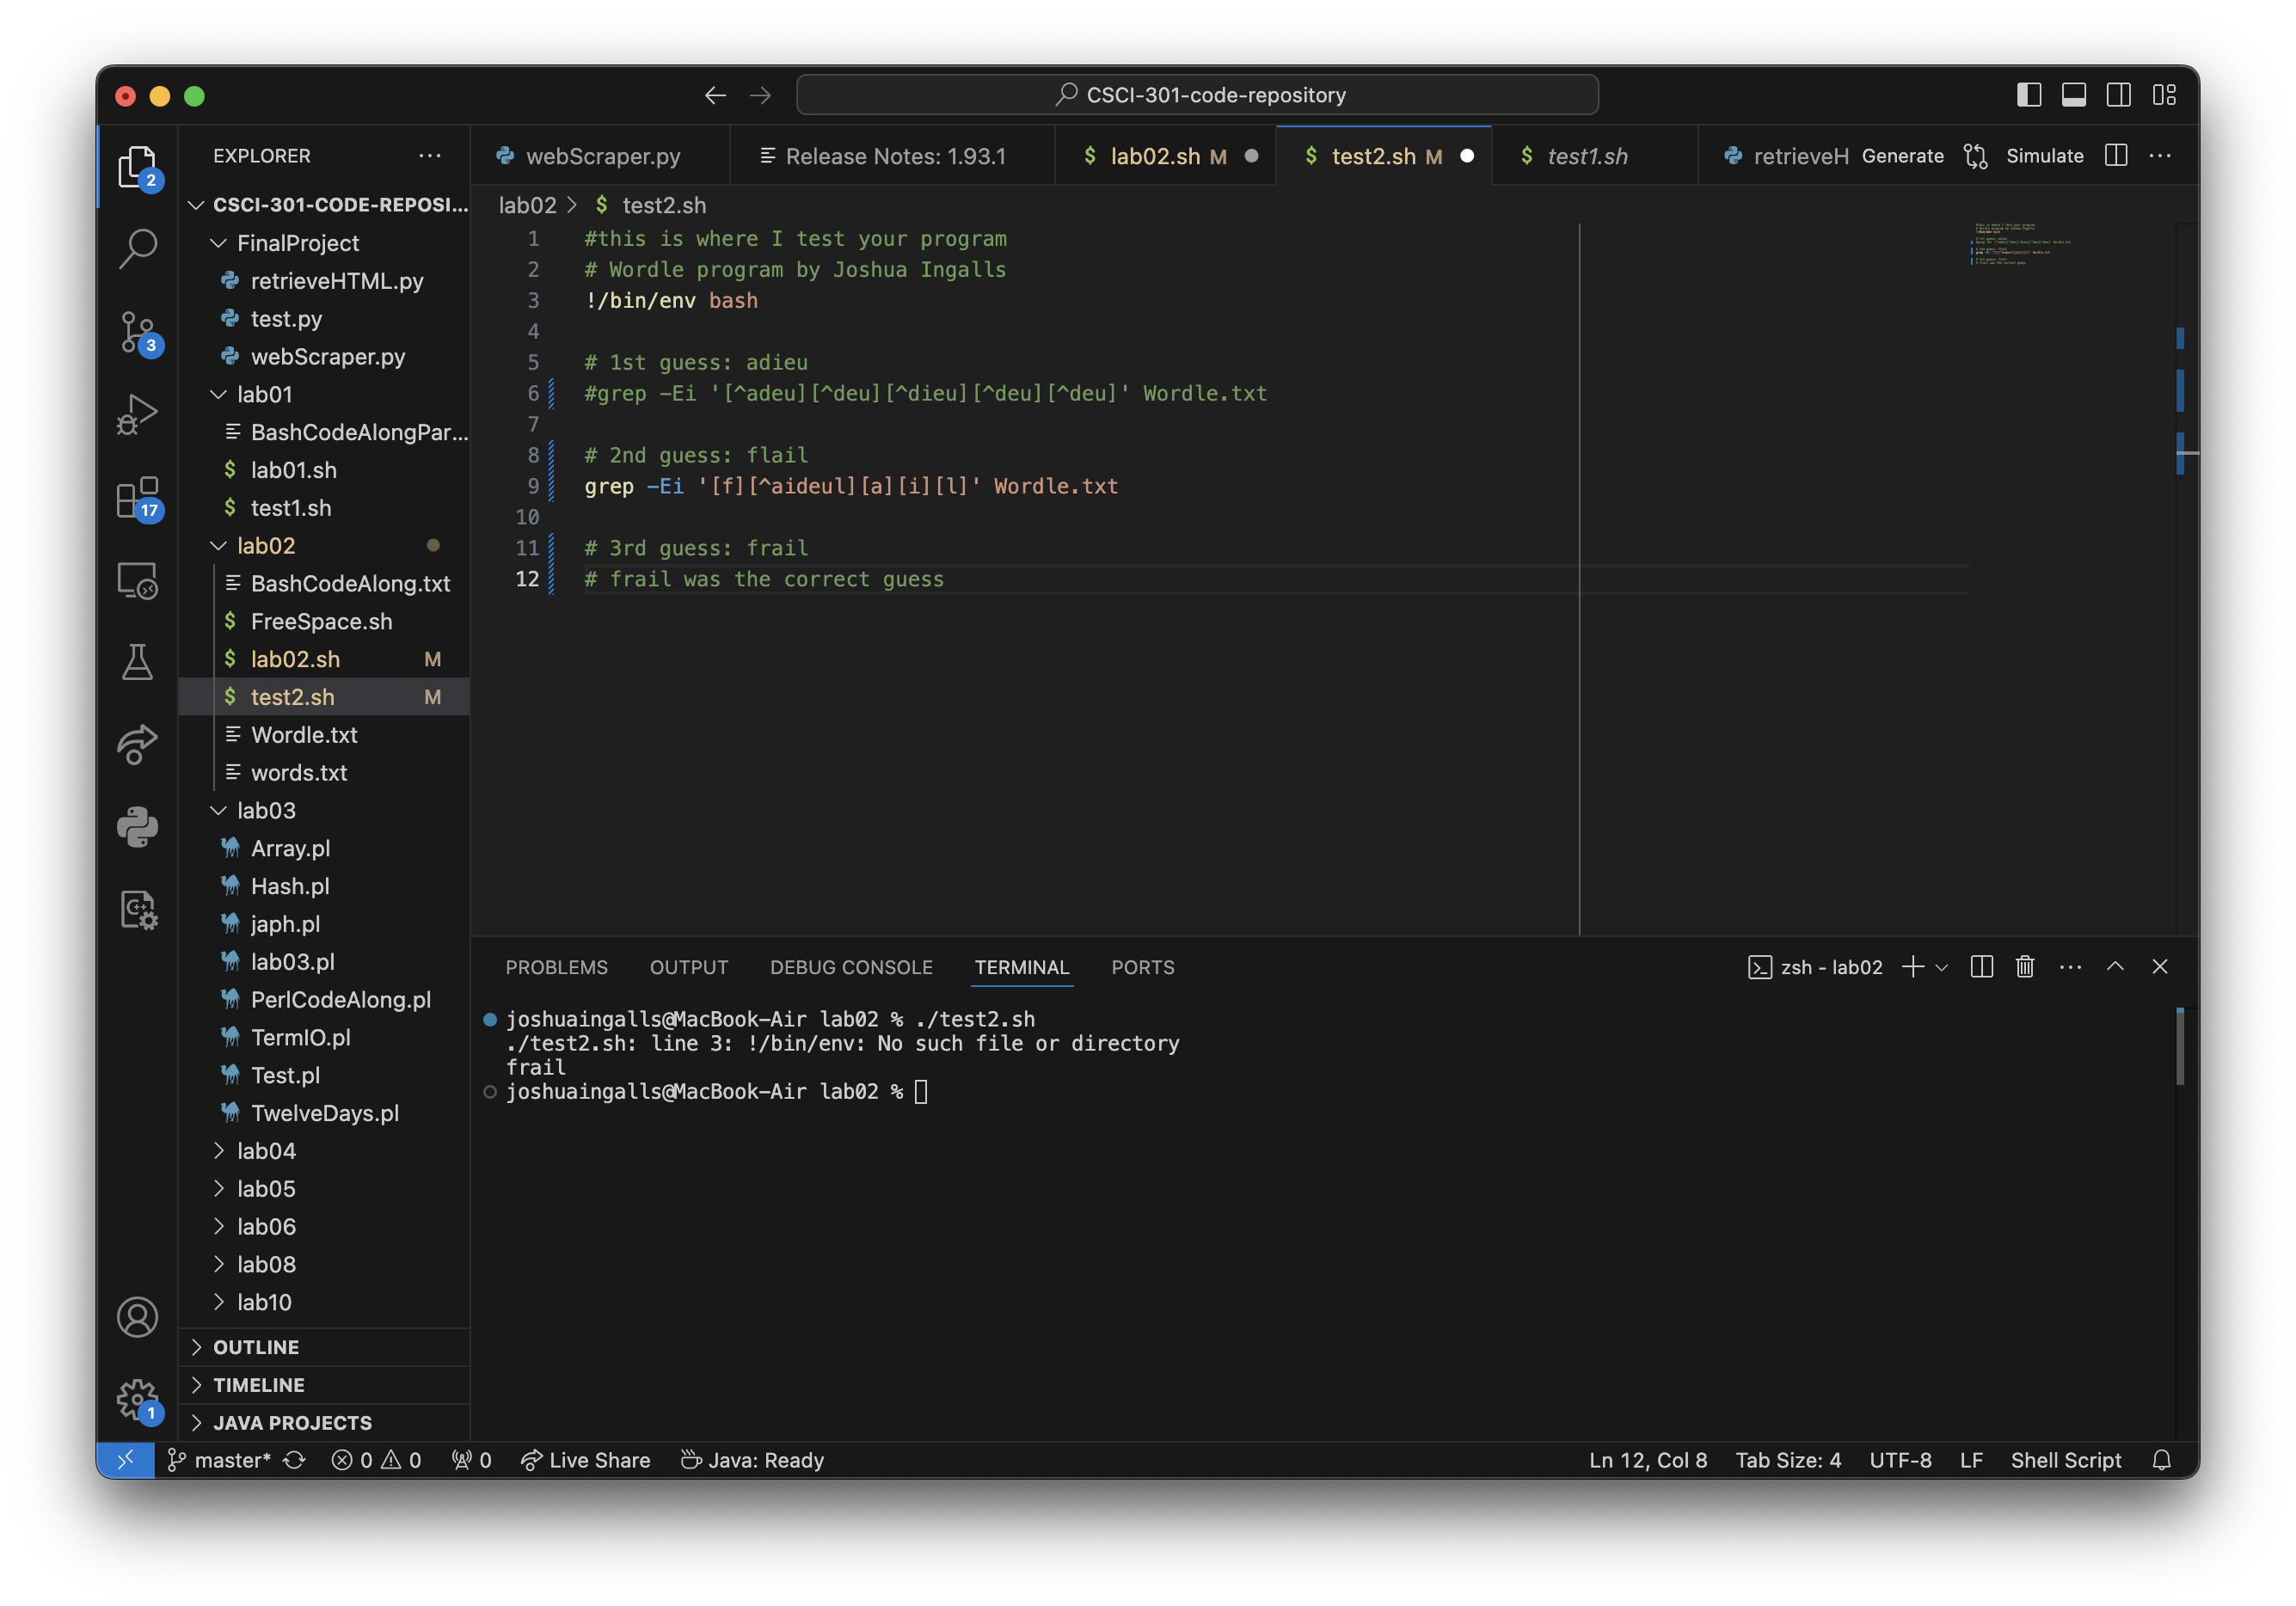 CSCI-301-code-repository
EXPLORER
webScraper.py
Release Notes: 1.93.1
$ lab02.sh M
$ test2.sh M
$ test1.sh
retrieveH
Generate
Simulate
2
3
17
1
CSCI-301-CODE-REPOSI...
FinalProject
retrieveHTML.py
test.py
webScraper.py
lab01
BashCodeAlongPar...
$ lab01.sh
$ test1.sh
lab02
BashCodeAlong.txt
$ FreeSpace.sh
$ lab02.sh M
$ test2.sh M
Wordle.txt
words.txt
lab03
Array.pl
Hash.pl
japh.pl
lab03.pl
PerlCodeAlong.pl
TermIO.pl
Test.pl
TwelveDays.pl
lab04
lab05
lab06
lab08
lab10
OUTLINE
TIMELINE
JAVA PROJECTS
lab02 > $ test2.sh
1 #this is where I test your program
2 # Wordle program by Joshua Ingalls
3 !/bin/env bash
4
5 # 1st guess: adieu
6 #grep -Ei '[^adeu][^deu][^dieu][^deu][^deu]' Wordle.txt
7
8 # 2nd guess: flail
9 grep -Ei '[f][^aideul][a][i][l]' Wordle.txt
10
11 # 3rd guess: frail
12 # frail was the correct guess
PROBLEMS OUTPUT DEBUG CONSOLE TERMINAL PORTS
zsh - lab02
joshuaingalls@MacBook-Air lab02 % ./test2.sh
./test2.sh: line 3: !/bin/env: No such file or directory
frail
joshuaingalls@MacBook-Air lab02 %
master* 0 0 0 Live Share Java: Ready
Ln 12, Col 8 Tab Size: 4 UTF-8 LF Shell Script